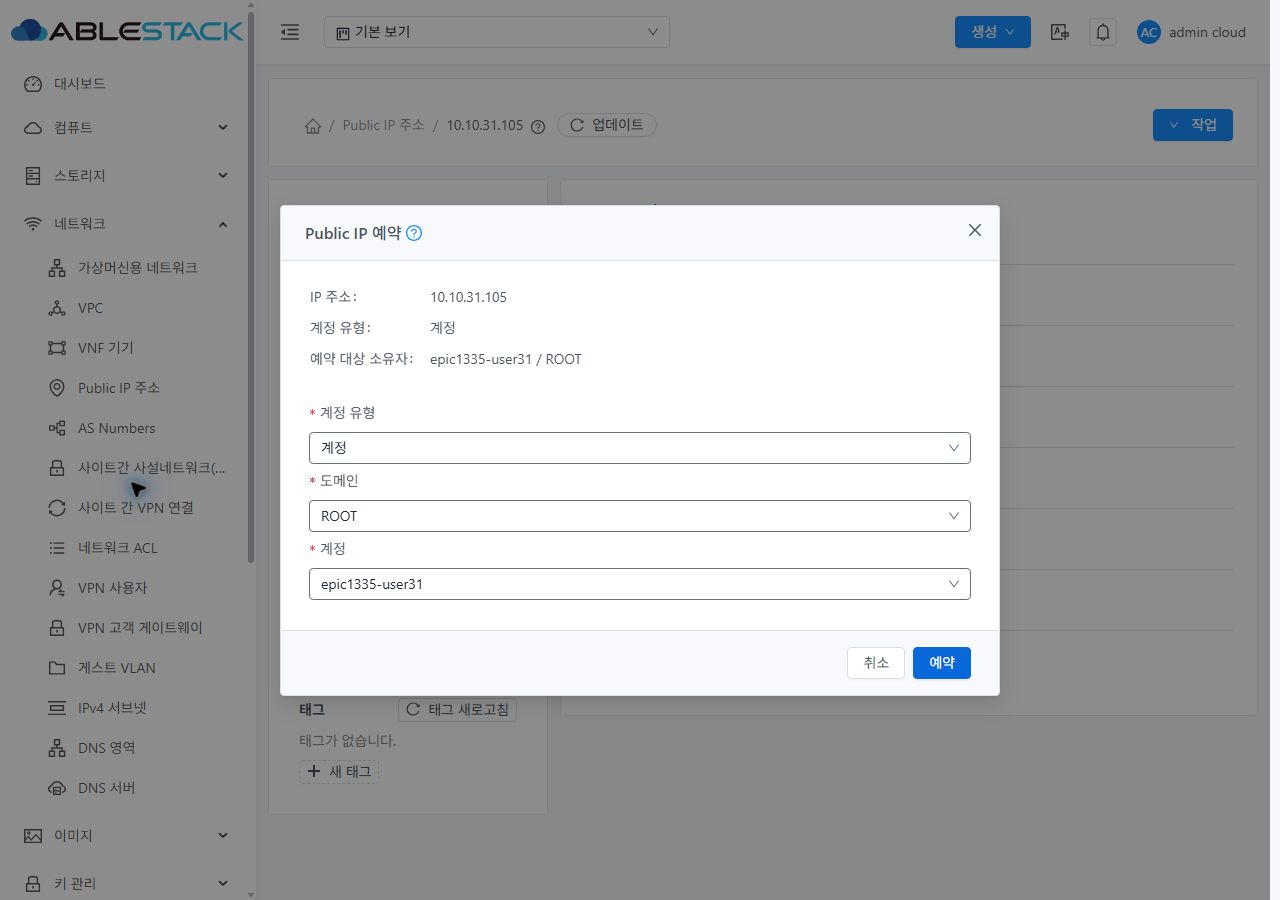 ABLESTACK
기본 보기
생성
AC
admin cloud
대시보드
컴퓨트
스토리지
네트워크
가상머신용 네트워크
VPC
VNF 기기
Public IP 주소
AS Numbers
사이트간 사설네트워크(...
사이트 간 VPN 연결
네트워크 ACL
VPN 사용자
VPN 고객 게이트웨이
게스트 VLAN
IPv4 서브넷
DNS 영역
DNS 서버
이미지
키 관리
/ Public IP 주소 / 10.10.31.105
업데이트
작업
Public IP 예약
IP 주소: 10.10.31.105
계정 유형: 계정
예약 대상 소유자: epic1335-user31 / ROOT
* 계정 유형
계정
* 도메인
ROOT
* 계정
epic1335-user31
취소
예약
태그
태그 새로고침
태그가 없습니다.
새 태그